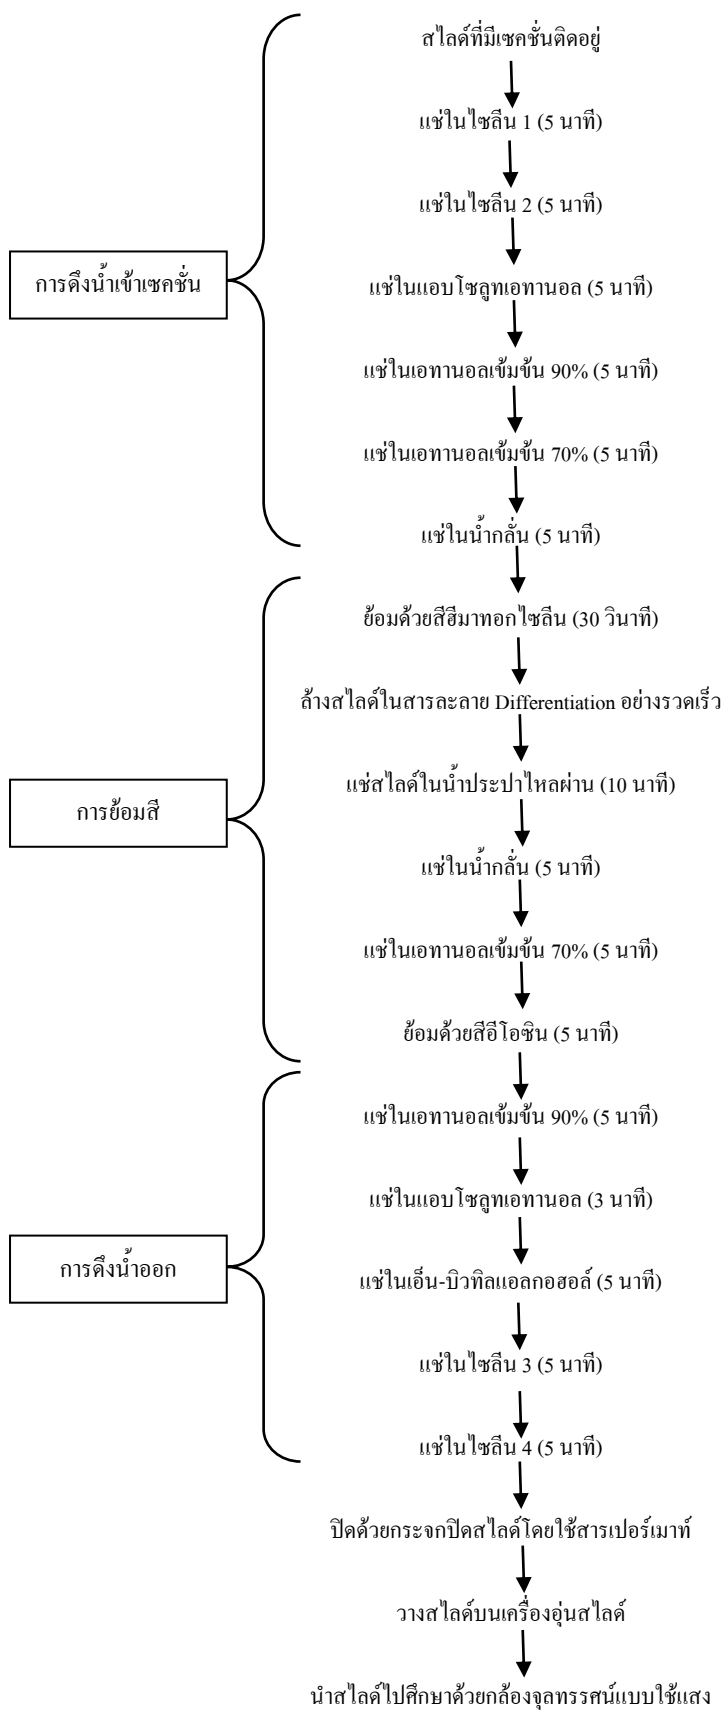 สไลด์ที่มีเซคชั่นติดอยู่
แช่ในไซลีน 1 (5 นาที)
แช่ในไซลีน 2 (5 นาที)
การดึงน้ำเข้าเซคชั่น
แช่ในแอบโซลูทเอทานอล (5 นาที)
แช่ในเอทานอลเข้มข้น 90% (5 นาที)
แช่ในเอทานอลเข้มข้น 70% (5 นาที)
แช่ในน้ำกลั่น (5 นาที)
ย้อมด้วยสีฮีมาทอกไซลีน (30 วินาที)
ล้างสไลด์ในสารละลาย Differentiation อย่างรวดเร็ว
แช่สไลด์ในน้ำประปาไหลผ่าน (10 นาที)
การย้อมสี
แช่ในน้ำกลั่น (5 นาที)
แช่ในเอทานอลเข้มข้น 70% (5 นาที)
ย้อมด้วยสีอีโอซิน (5 นาที)
แช่ในเอทานอลเข้มข้น 90% (5 นาที)
แช่ในแอบโซลูทเอทานอล (3 นาที)
การดึงน้ำออก
แช่ในเอ็น-บิวทิลแอลกอฮอล์ (5 นาที)
แช่ในไซลีน 3 (5 นาที)
แช่ในไซลีน 4 (5 นาที)
ปิดด้วยกระจกปิดสไลด์โดยใช้สารเปอร์เมาท์
วางสไลด์บนเครื่องอุ่นสไลด์
นำสไลด์ไปศึกษาด้วยกล้องจุลทรรศน์แบบใช้แสง